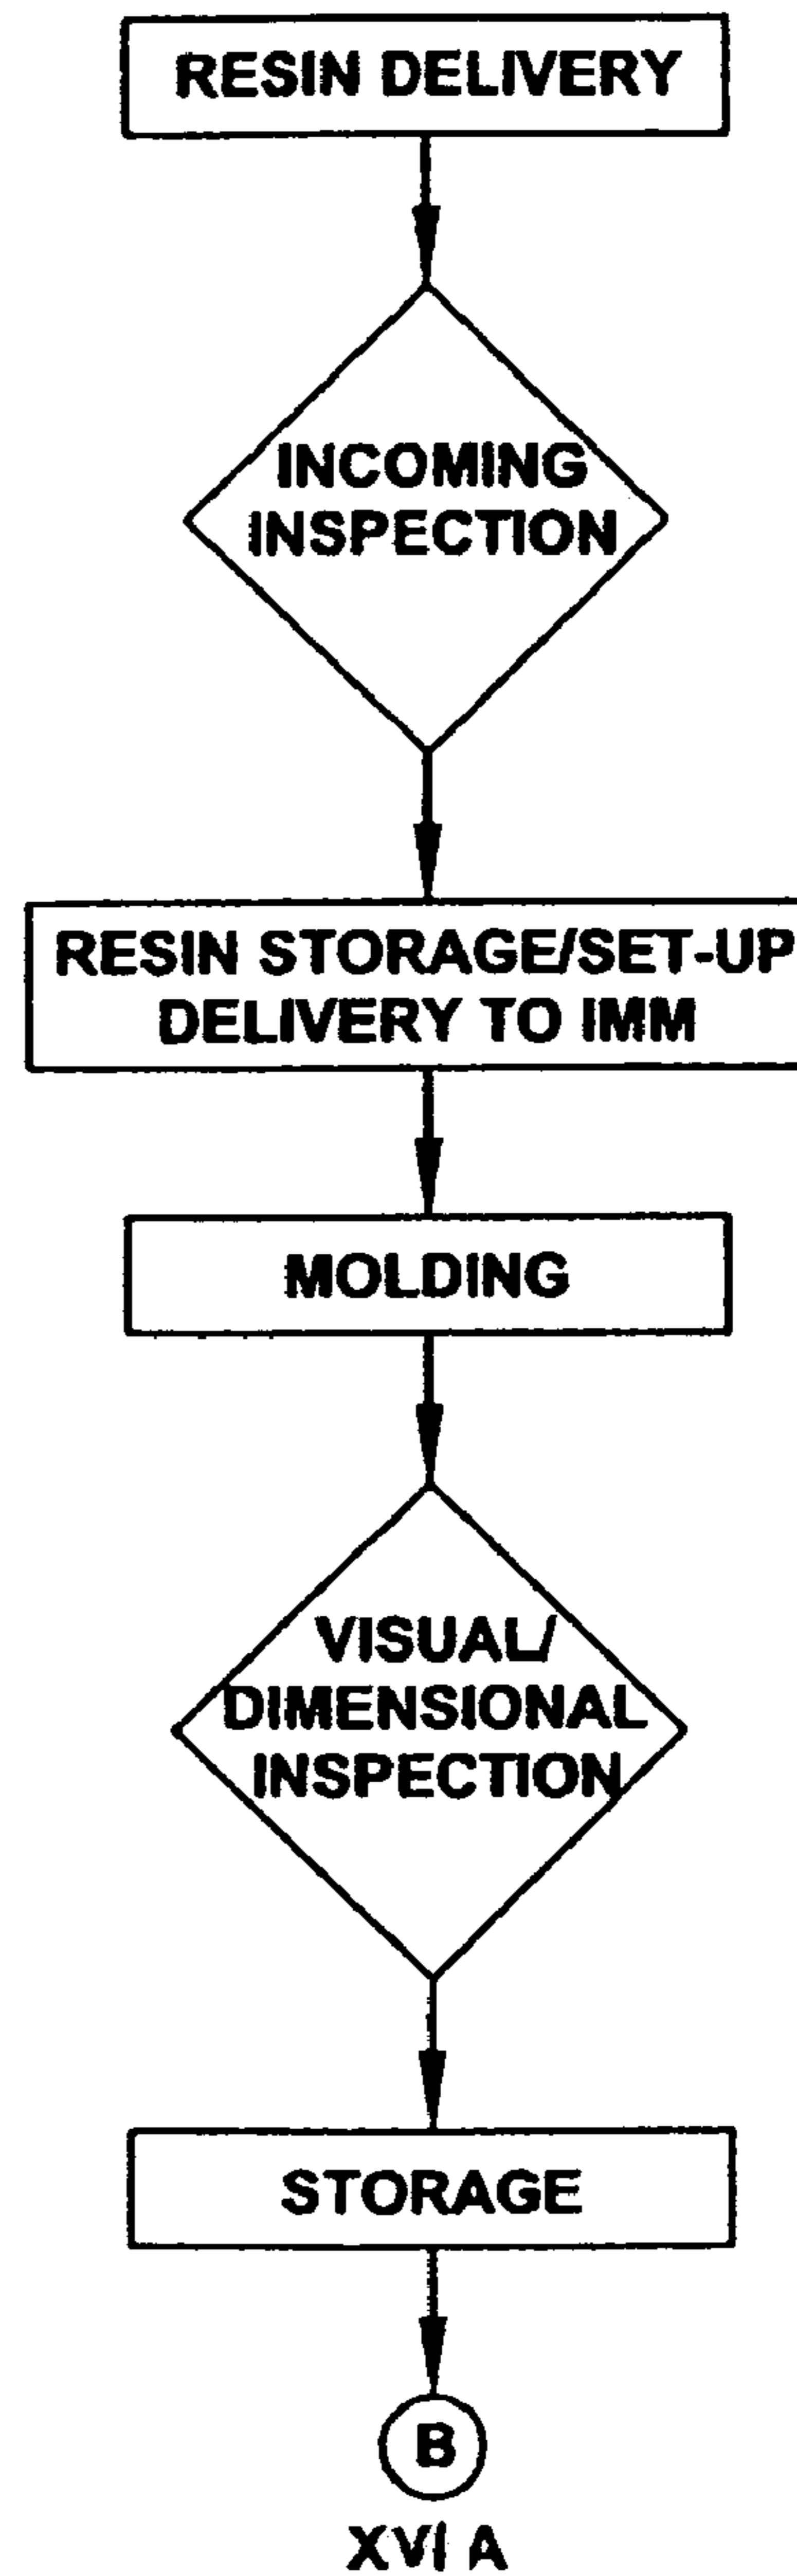 RESIN DELIVERY
INCOMING
INSPECTION
RESIN STORAGE/SET-UP
DELIVERY TO IMM
MOLDING
VISUAL/
DIMENSIONAL
INSPECTION
STORAGE
B
XVI A